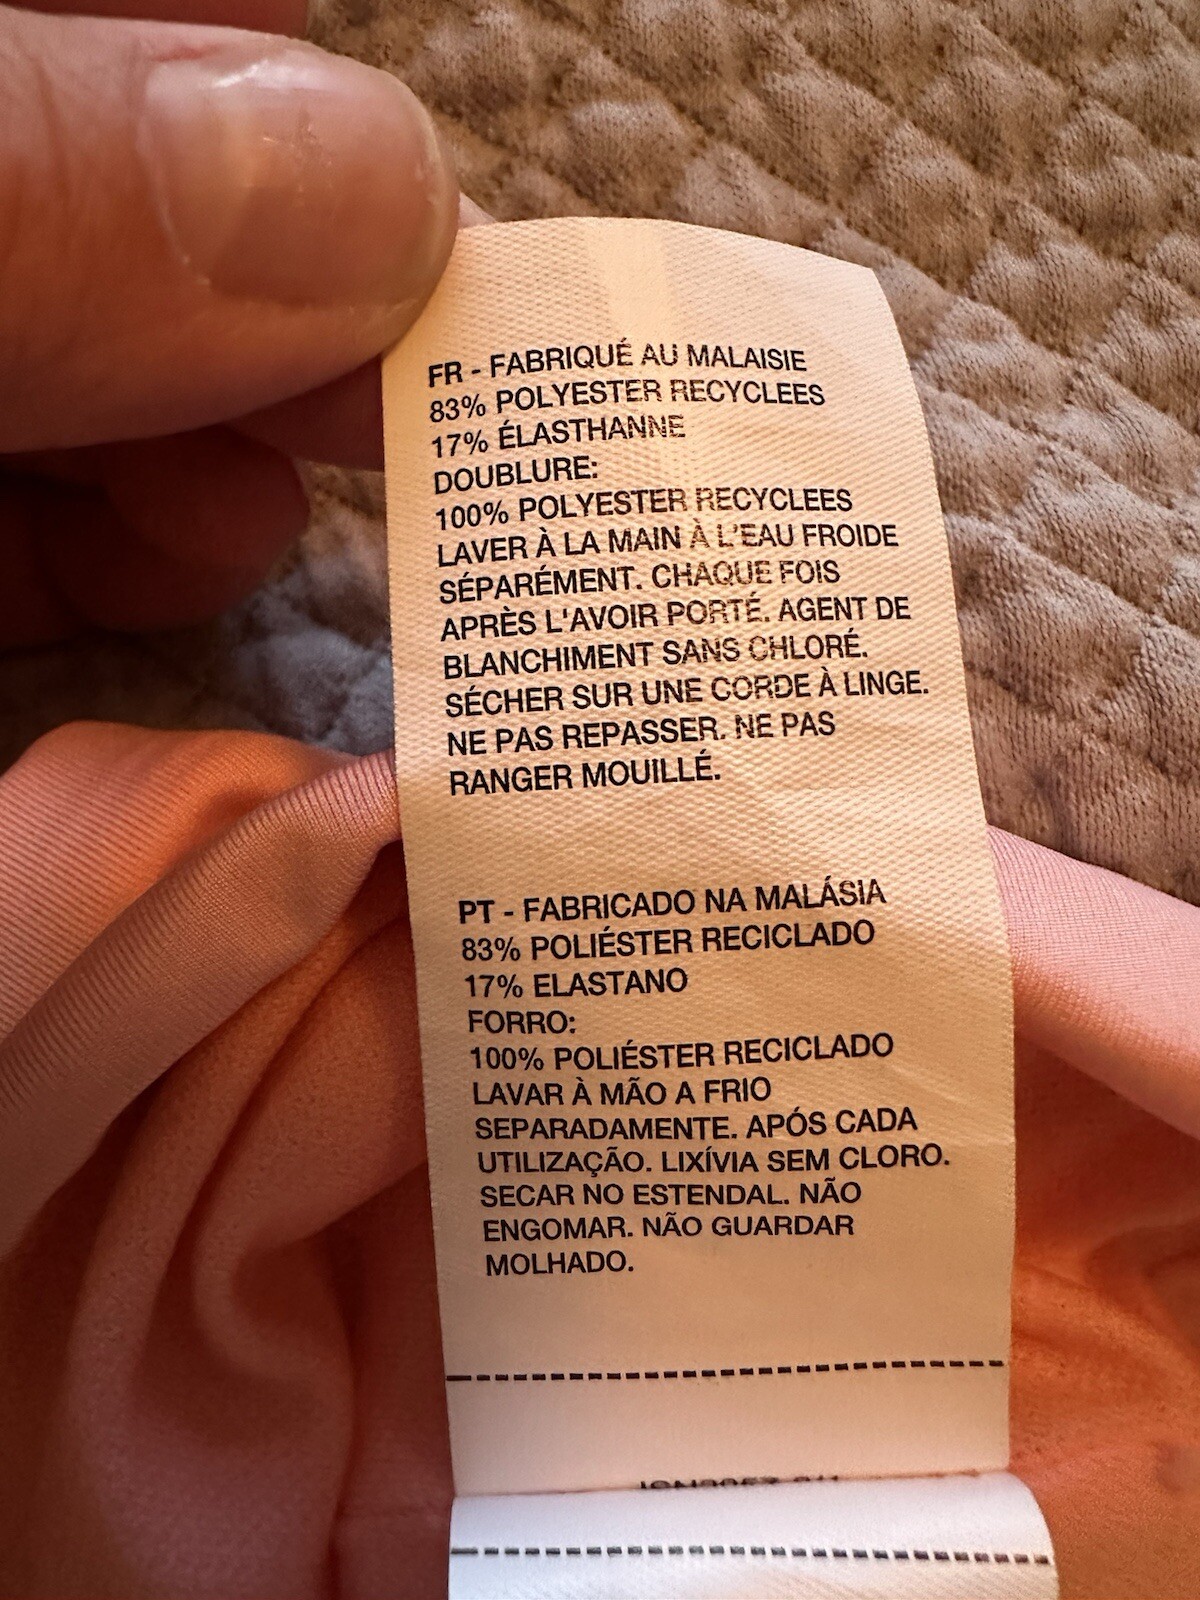 FR - FABRIQUÉ AU MALAISIE
83% POLYESTER RECYCLEES
17% ÉLASTHANNE
DOUBLURE:
100% POLYESTER RECYCLEES
LAVER À LA MAIN À L'EAU FROIDE
SÉPARÉMENT. CHAQUE FOIS
APRÈS L'AVOIR PORTÉ. AGENT DE
BLANCHIMENT SANS CHLORÉ.
SÉCHER SUR UNE CORDE À LINGE.
NE PAS REPASSER. NE PAS
RANGER MOUILLÉ.
PT - FABRICADO NA MALÁSIA
83% POLIÉSTER RECICLADO
17% ELASTANO
FORRO:
100% POLIÉSTER RECICLADO
LAVAR À MÃO A FRIO
SEPARADAMENTE. APÓS CADA
UTILIZAÇÃO. LIXÍVIA SEM CLORO.
SECAR NO ESTENDAL. NÃO
ENGOMAR. NÃO GUARDAR
MOLHADO.